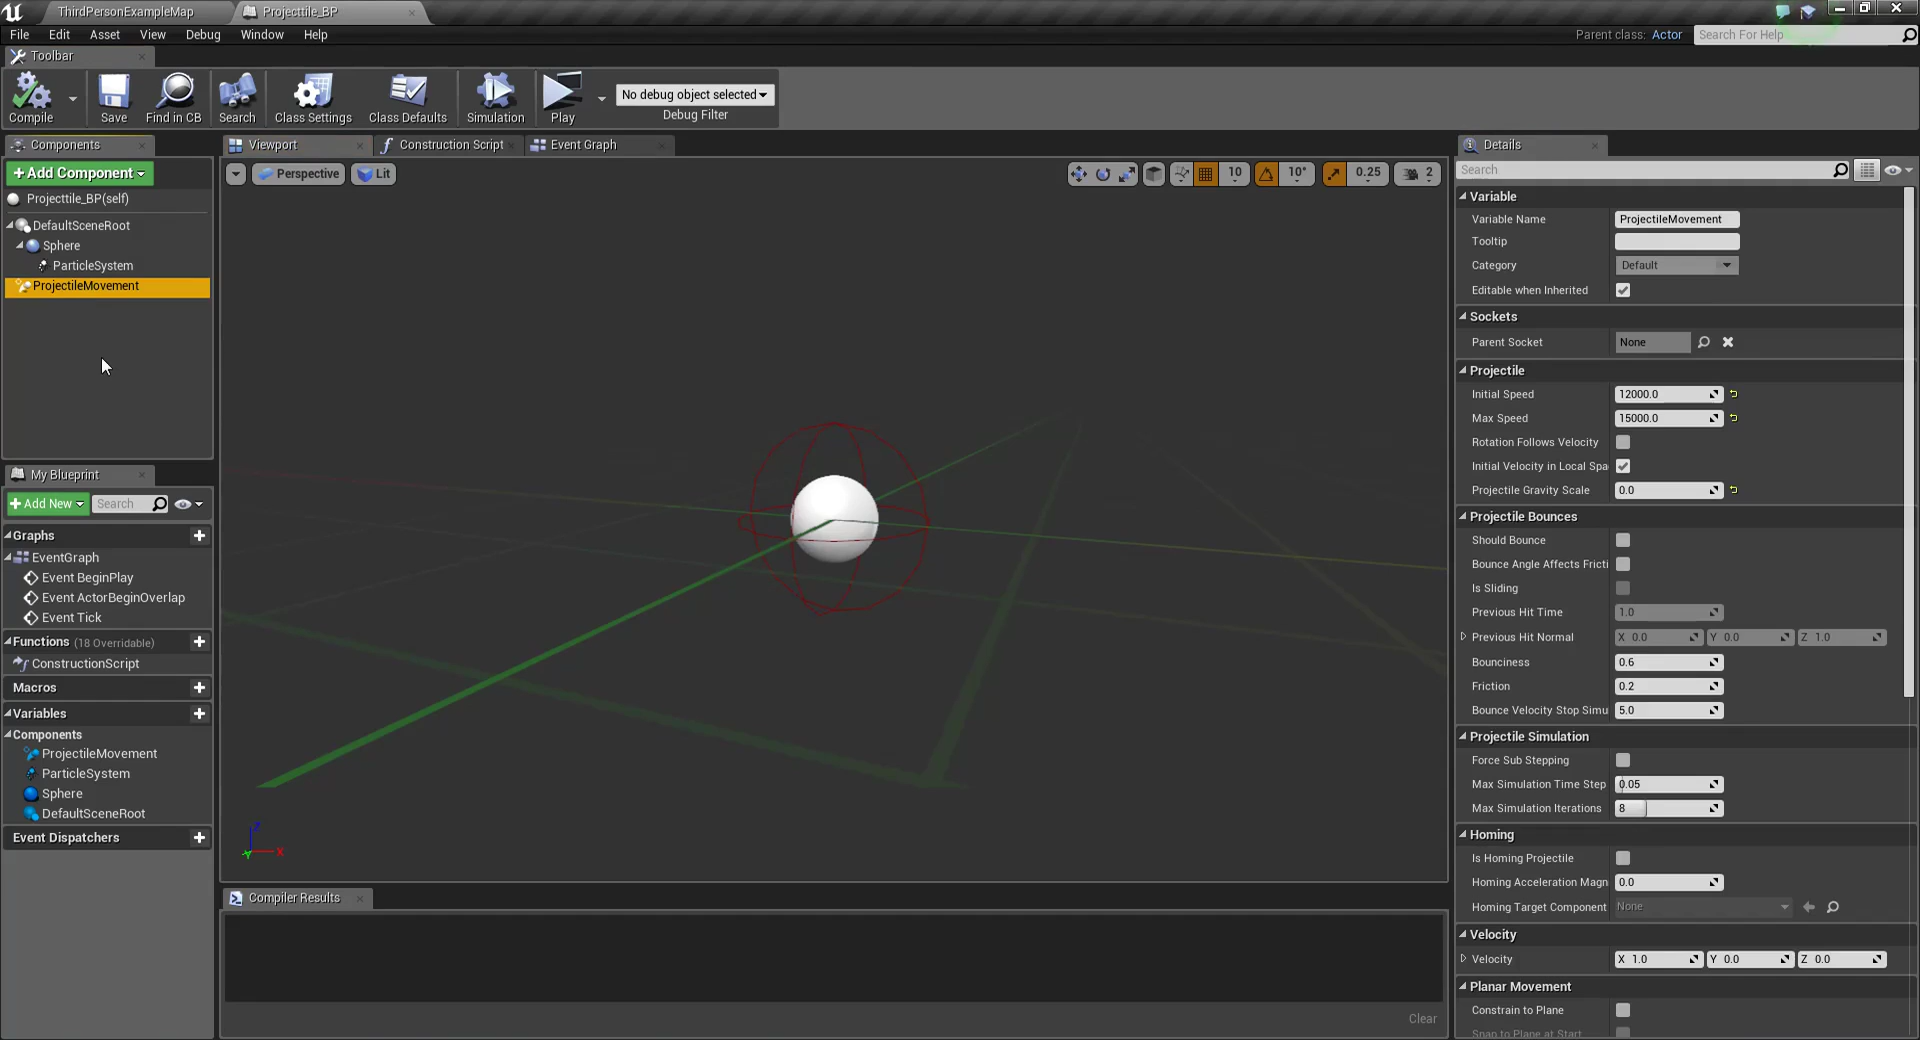 ThirdPersonExampleMap
Projecttile_BP
File Edit Asset View Debug Window Help
Parent class: Actor
Search For Help
Toolbar
Compile
Save
Find in CB
Search
Class Settings
Class Defaults
Simulation
Play
No debug object selected
Debug Filter
Components
+Add Component
Projecttile_BP(self)
DefaultSceneRoot
Sphere
ParticleSystem
ProjectileMovement
My Blueprint
+Add New
Search
Graphs
EventGraph
Event BeginPlay
Event ActorBeginOverlap
Event Tick
Functions (18 Overridable)
ConstructionScript
Macros
Variables
Components
ProjectileMovement
ParticleSystem
Sphere
DefaultSceneRoot
Event Dispatchers
Viewport
Construction Script
Event Graph
Perspective
Lit
10
10°
0.25
2
Z
X
Y
Compiler Results
Clear
Details
Search
Variable
Variable Name ProjectileMovement
Tooltip
Category Default
Editable when Inherited
Sockets
Parent Socket None
Projectile
Initial Speed 12000.0
Max Speed 15000.0
Rotation Follows Velocity
Initial Velocity in Local Spa
Projectile Gravity Scale 0.0
Projectile Bounces
Should Bounce
Bounce Angle Affects Fricti
Is Sliding
Previous Hit Time 1.0
Previous Hit Normal X 0.0 Y 0.0 Z 1.0
Bounciness 0.6
Friction 0.2
Bounce Velocity Stop Simu 5.0
Projectile Simulation
Force Sub Stepping
Max Simulation Time Step 0.05
Max Simulation Iterations 8
Homing
Is Homing Projectile
Homing Acceleration Magn 0.0
Homing Target Component None
Velocity
Velocity X 1.0 Y 0.0 Z 0.0
Planar Movement
Constrain to Plane
Snap to Plane at Start